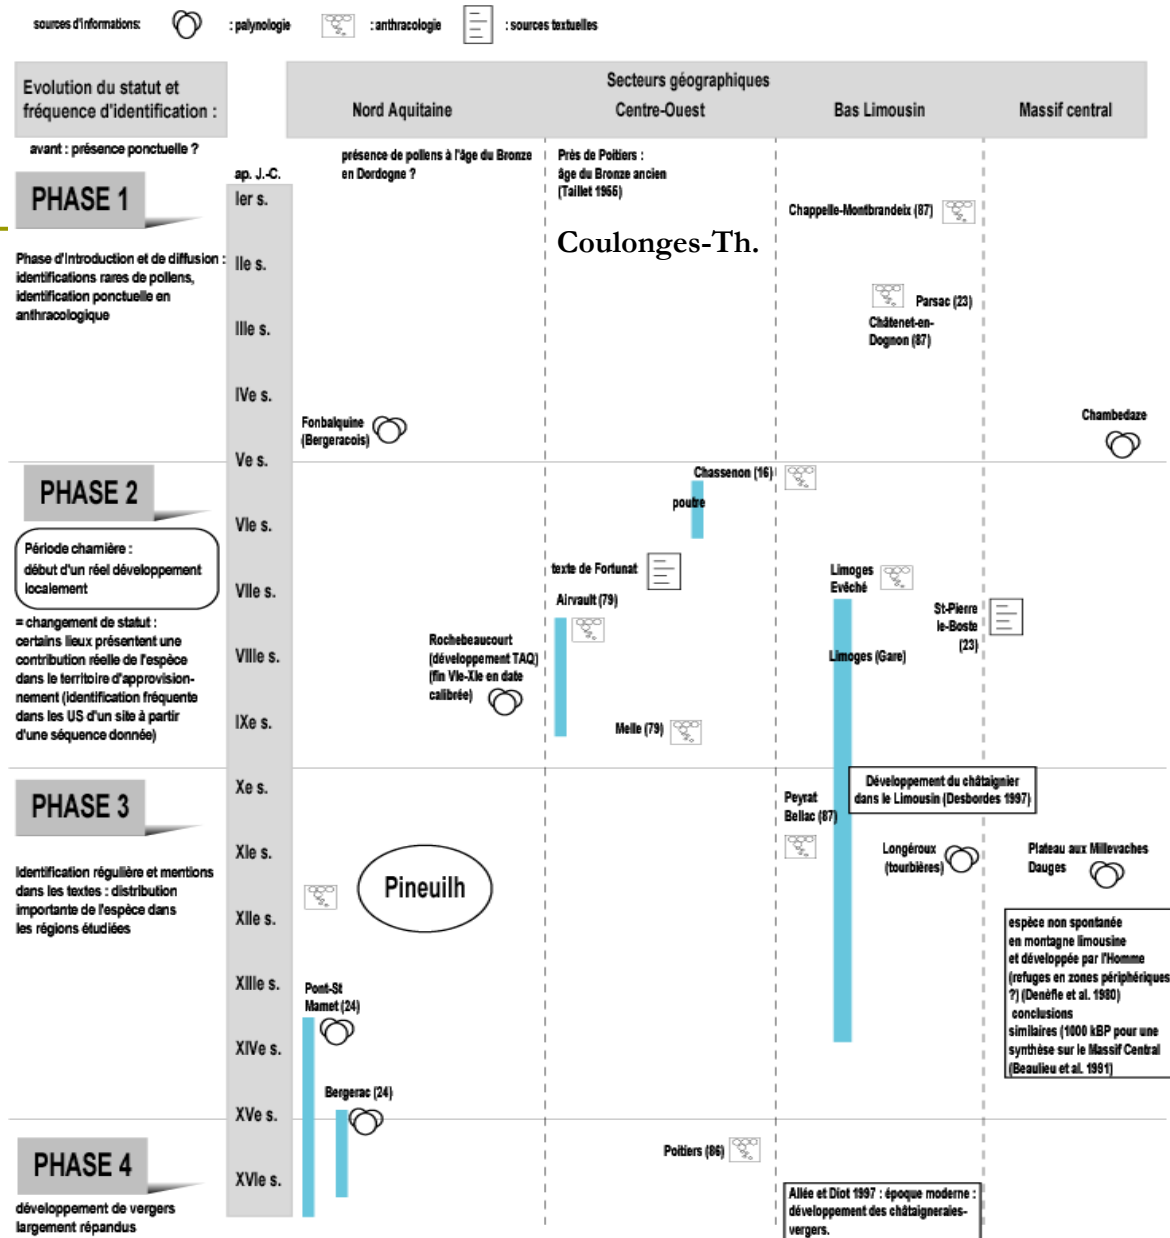 sources d'informations: : palynologie : anthracologie : sources textuelles
Evolution du statut et
fréquence d'identification :
Secteurs géographiques
Nord Aquitaine Centre-Ouest Bas Limousin Massif central
avant : présence ponctuelle ?
présence de pollens à l'âge du Bronze
en Dordogne ?
Près de Poitiers :
âge du Bronze ancien
(Taillet 1955)
ap. J.-C.
PHASE 1
Ier s.
Chappelle-Montbrandeix (87)
Coulonges-Th.
Phase d'introduction et de diffusion :
identifications rares de pollens,
identification ponctuelle en
anthracologique
IIe s.
Parsac (23)
Châtenet-en-
Dognon (87)
IIIe s.
IVe s.
Fonbalquine
(Bergeracois)
Chambedaze
Ve s.
PHASE 2
Chassenon (16)
poutre
VIe s.
Période charnière :
début d'un réel développement
localement
texte de Fortunat
Limoges
Evêché
VIIe s.
Airvault (79)
St-Pierre
le-Boste
(23)
= changement de statut :
certains lieux présentent une
contribution réelle de l'espèce
dans le territoire d'approvision-
nement (identification fréquente
dans les US d'un site à partir
d'une séquence donnée)
Rochebeaucourt
(développement TAQ)
(fin VIe-XIe en date
calibrée)
VIIIe s.
Limoges (Gare)
IXe s.
Melle (79)
Xe s.
PHASE 3
Développement du châtaignier
dans le Limousin (Desbordes 1997)
Peyrat
Bellac (87)
XIe s.
Longéroux
(tourbières)
Plateau aux Millevaches
Dauges
Identification régulière et mentions
dans les textes : distribution
importante de l'espèce dans
les régions étudiées
Pineuilh
XIIe s.
espèce non spontanée
en montagne limousine
et développée par l'Homme
(refuges en zones périphériques
?) (Denèfle et al. 1980)
conclusions
similaires (1000 kBP pour une
synthèse sur le Massif Central
(Beaulieu et al. 1991)
XIIIe s.
Pont-St
Mamet (24)
XIVe s.
Bergerac (24)
XVe s.
PHASE 4
Poitiers (86)
XVIe s.
développement de vergers
largement répandus
Allée et Diot 1997 : époque moderne :
développement des châtaigneraies-
vergers.